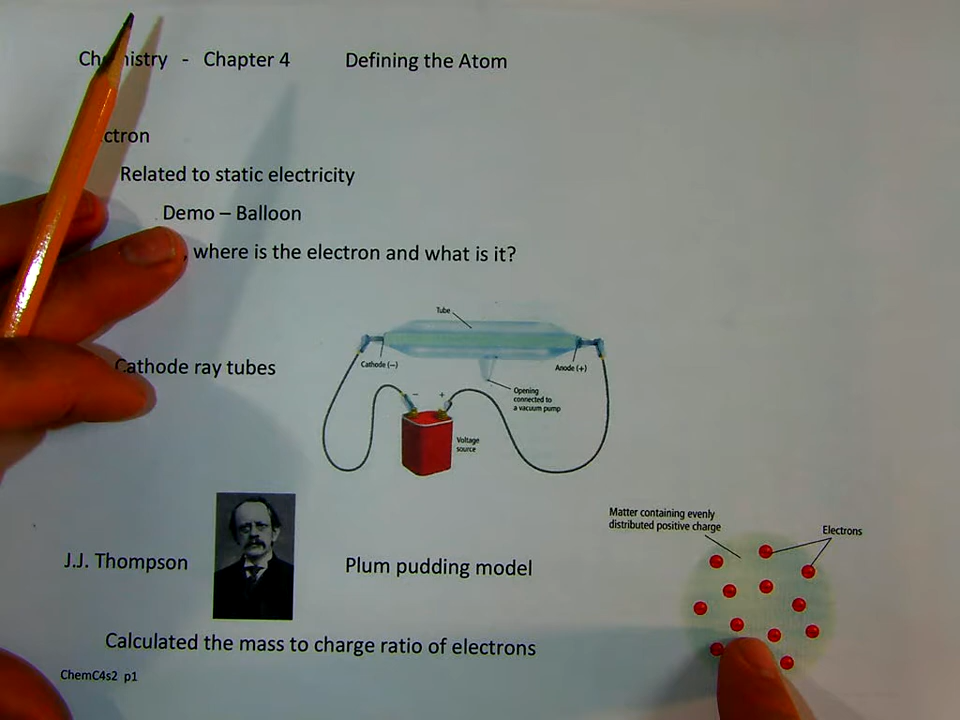 Chemistry - Chapter 4 Defining the Atom
ctron
Related to static electricity
Demo – Balloon
, where is the electron and what is it?
Tube
Cathode (−)
Anode (+)
Opening
connected to
a vacuum pump
Cathode ray tubes
− +
Voltage
source
Matter containing evenly
distributed positive charge
Electrons
J.J. Thompson Plum pudding model
Calculated the mass to charge ratio of electrons
ChemC4s2 p1